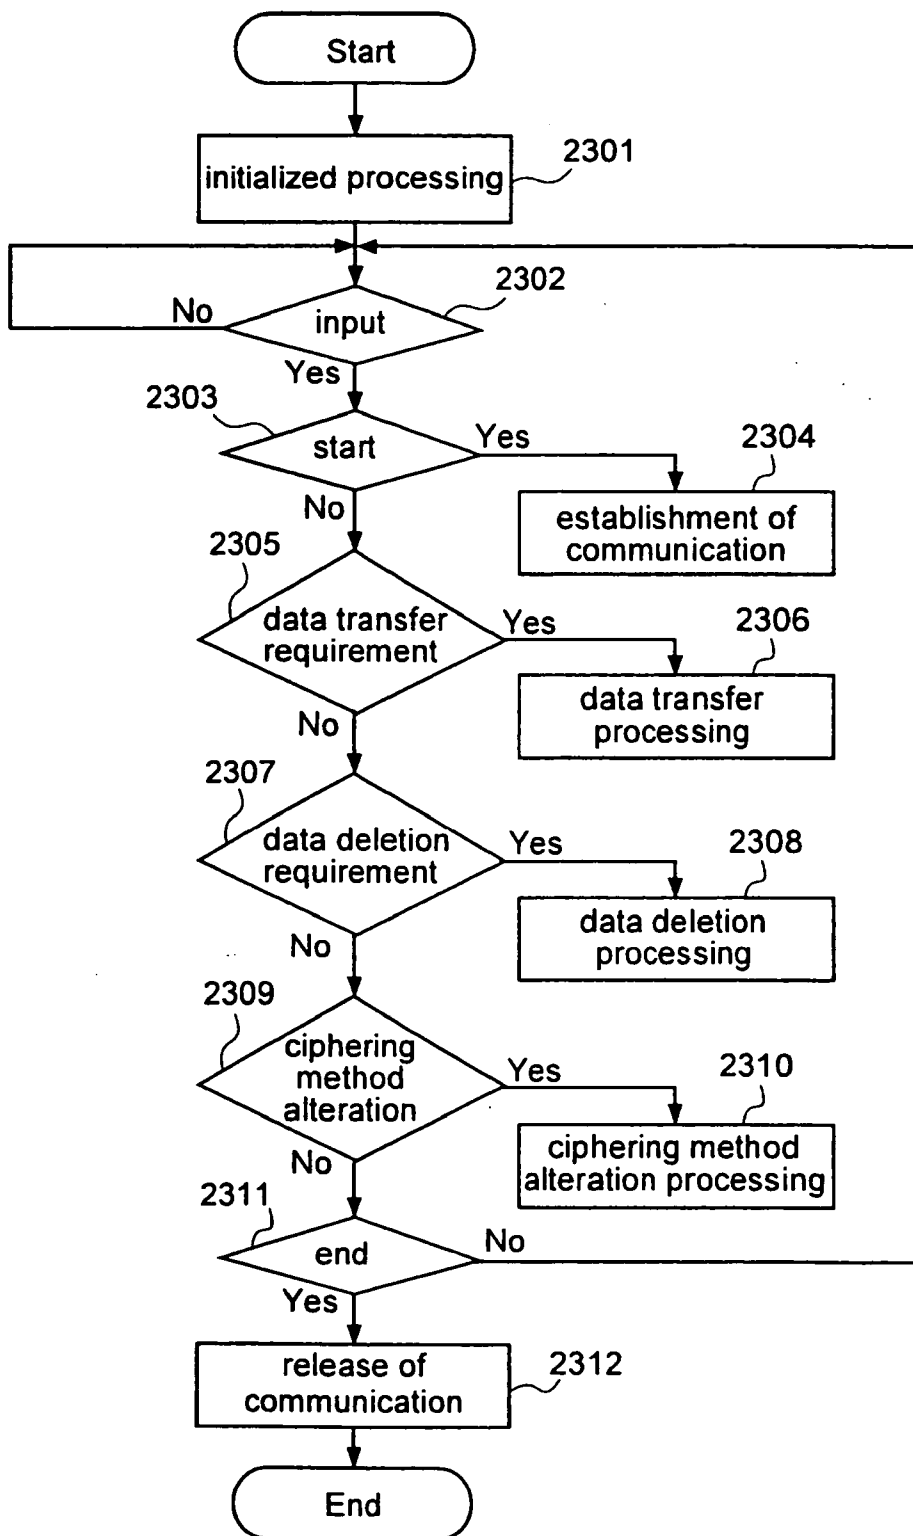 Start
2301
initialized processing
2302
No
input
Yes
2303
start
Yes
2304
No
establishment of
communication
2305
data transfer
requirement
Yes
2306
No
data transfer
processing
2307
data deletion
requirement
Yes
2308
No
data deletion
processing
2309
ciphering
method
alteration
Yes
2310
No
ciphering method
alteration processing
2311
end
No
Yes
release of
communication
2312
End